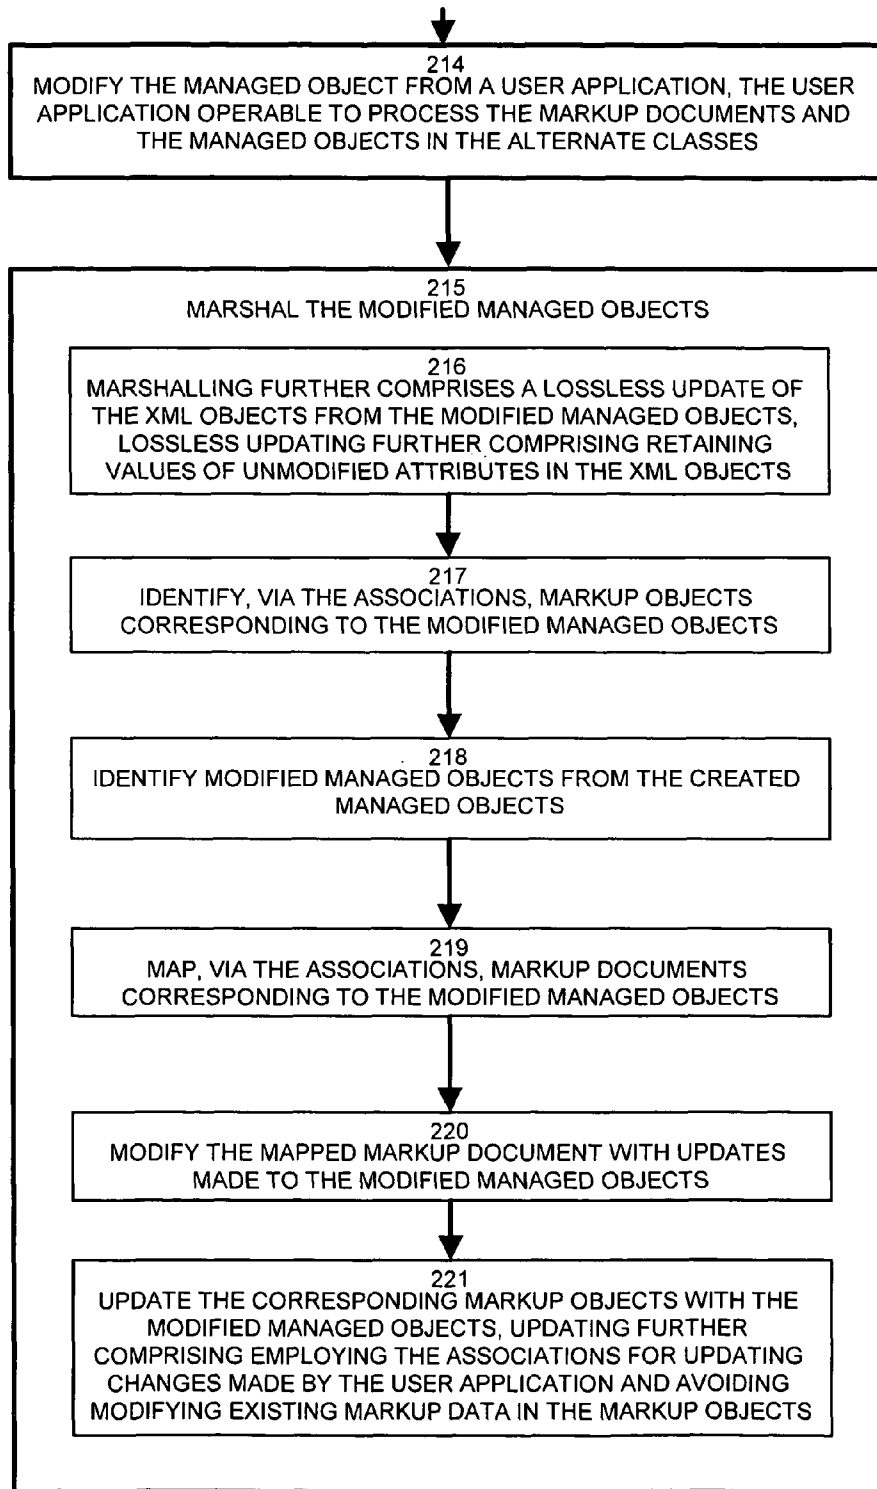 214
MODIFY THE MANAGED OBJECT FROM A USER APPLICATION, THE USER
APPLICATION OPERABLE TO PROCESS THE MARKUP DOCUMENTS AND
THE MANAGED OBJECTS IN THE ALTERNATE CLASSES
215
MARSHAL THE MODIFIED MANAGED OBJECTS
216
MARSHALLING FURTHER COMPRISES A LOSSLESS UPDATE OF
THE XML OBJECTS FROM THE MODIFIED MANAGED OBJECTS,
LOSSLESS UPDATING FURTHER COMPRISING RETAINING
VALUES OF UNMODIFIED ATTRIBUTES IN THE XML OBJECTS
217
IDENTIFY, VIA THE ASSOCIATIONS, MARKUP OBJECTS
CORRESPONDING TO THE MODIFIED MANAGED OBJECTS
218
IDENTIFY MODIFIED MANAGED OBJECTS FROM THE CREATED
MANAGED OBJECTS
219
MAP, VIA THE ASSOCIATIONS, MARKUP DOCUMENTS
CORRESPONDING TO THE MODIFIED MANAGED OBJECTS
220
MODIFY THE MAPPED MARKUP DOCUMENT WITH UPDATES
MADE TO THE MODIFIED MANAGED OBJECTS
221
UPDATE THE CORRESPONDING MARKUP OBJECTS WITH THE
MODIFIED MANAGED OBJECTS, UPDATING FURTHER
COMPRISING EMPLOYING THE ASSOCIATIONS FOR UPDATING
CHANGES MADE BY THE USER APPLICATION AND AVOIDING
MODIFYING EXISTING MARKUP DATA IN THE MARKUP OBJECTS